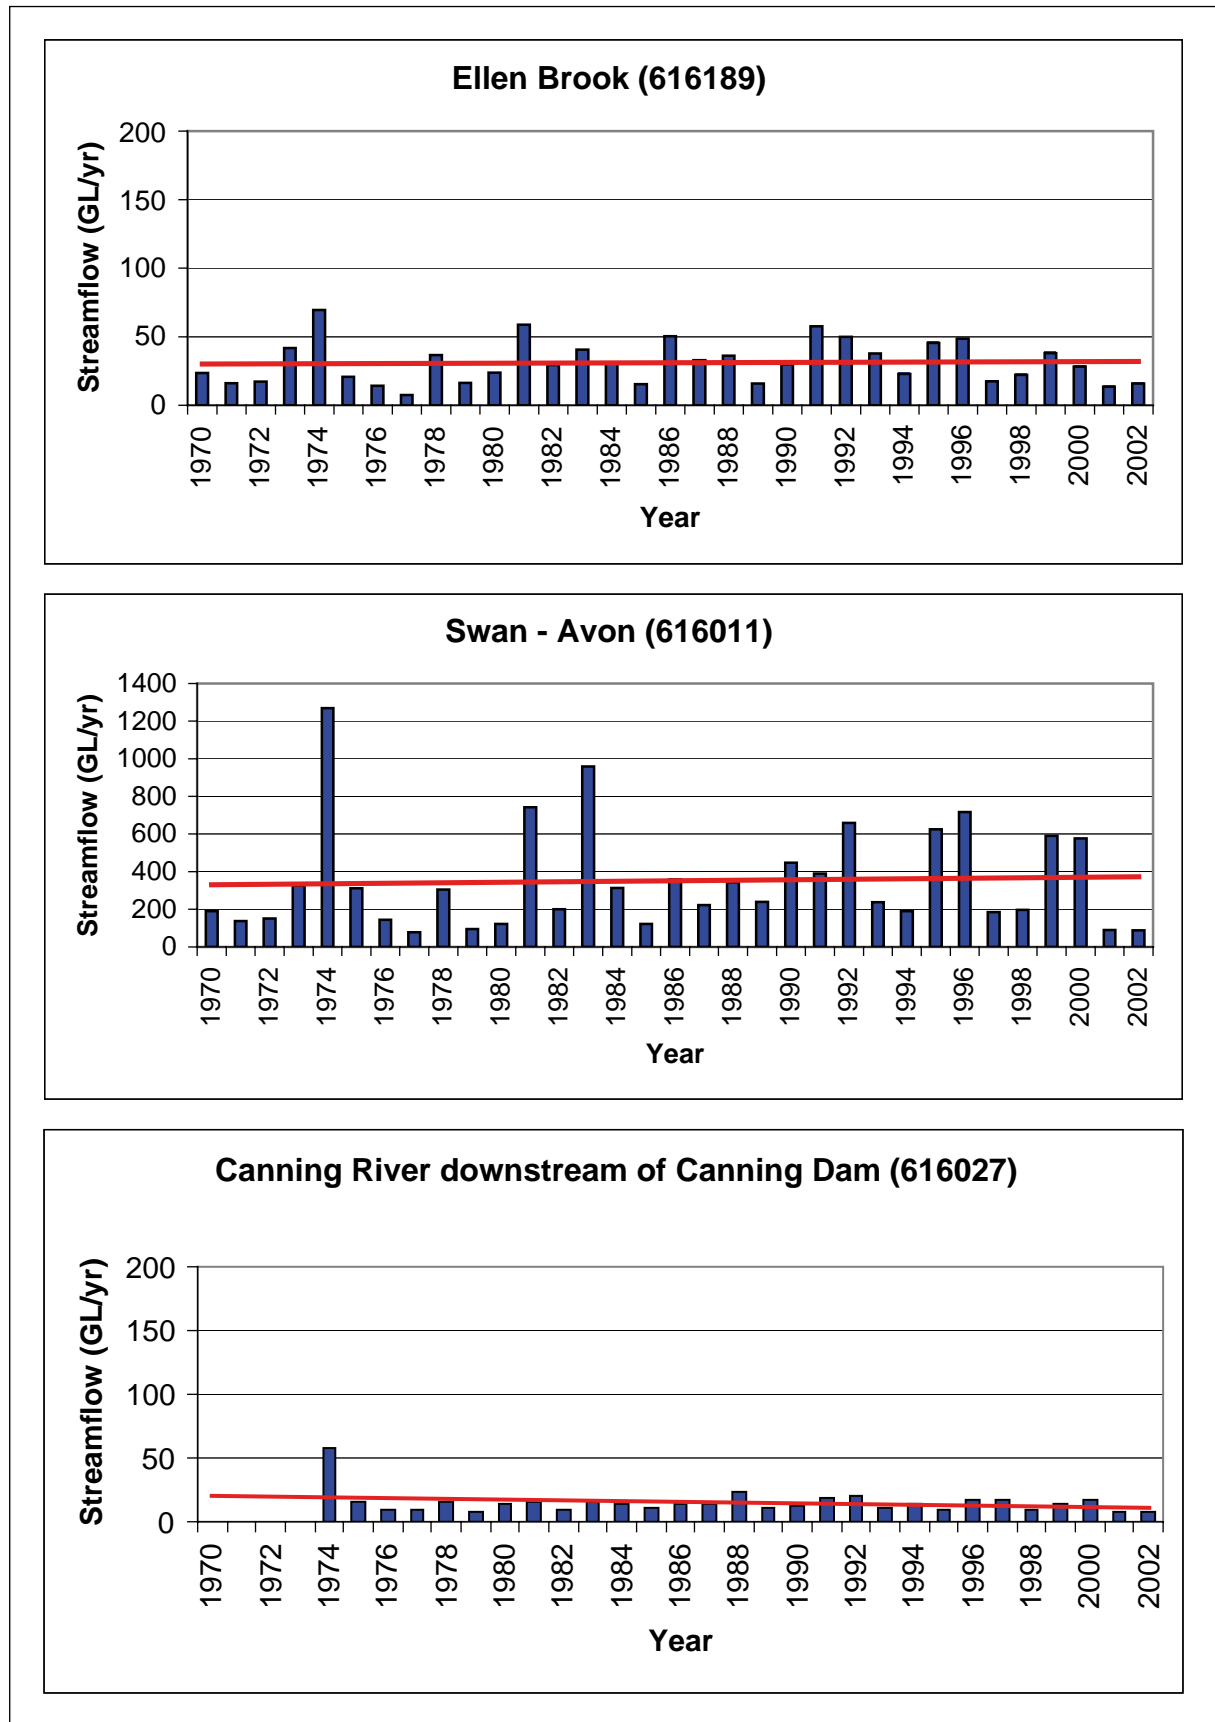 Ellen Brook (616189)
200
150
100
50
0
Streamflow (GL/yr)
1970 1972 1974 1976 1978 1980 1982 1984 1986 1988 1990 1992 1994 1996 1998 2000 2002
Year
Swan - Avon (616011)
1400
1200
1000
800
600
400
200
0
Streamflow (GL/yr)
1970 1972 1974 1976 1978 1980 1982 1984 1986 1988 1990 1992 1994 1996 1998 2000 2002
Year
Canning River downstream of Canning Dam (616027)
200
150
100
50
0
Streamflow (GL/yr)
1970 1972 1974 1976 1978 1980 1982 1984 1986 1988 1990 1992 1994 1996 1998 2000 2002
Year